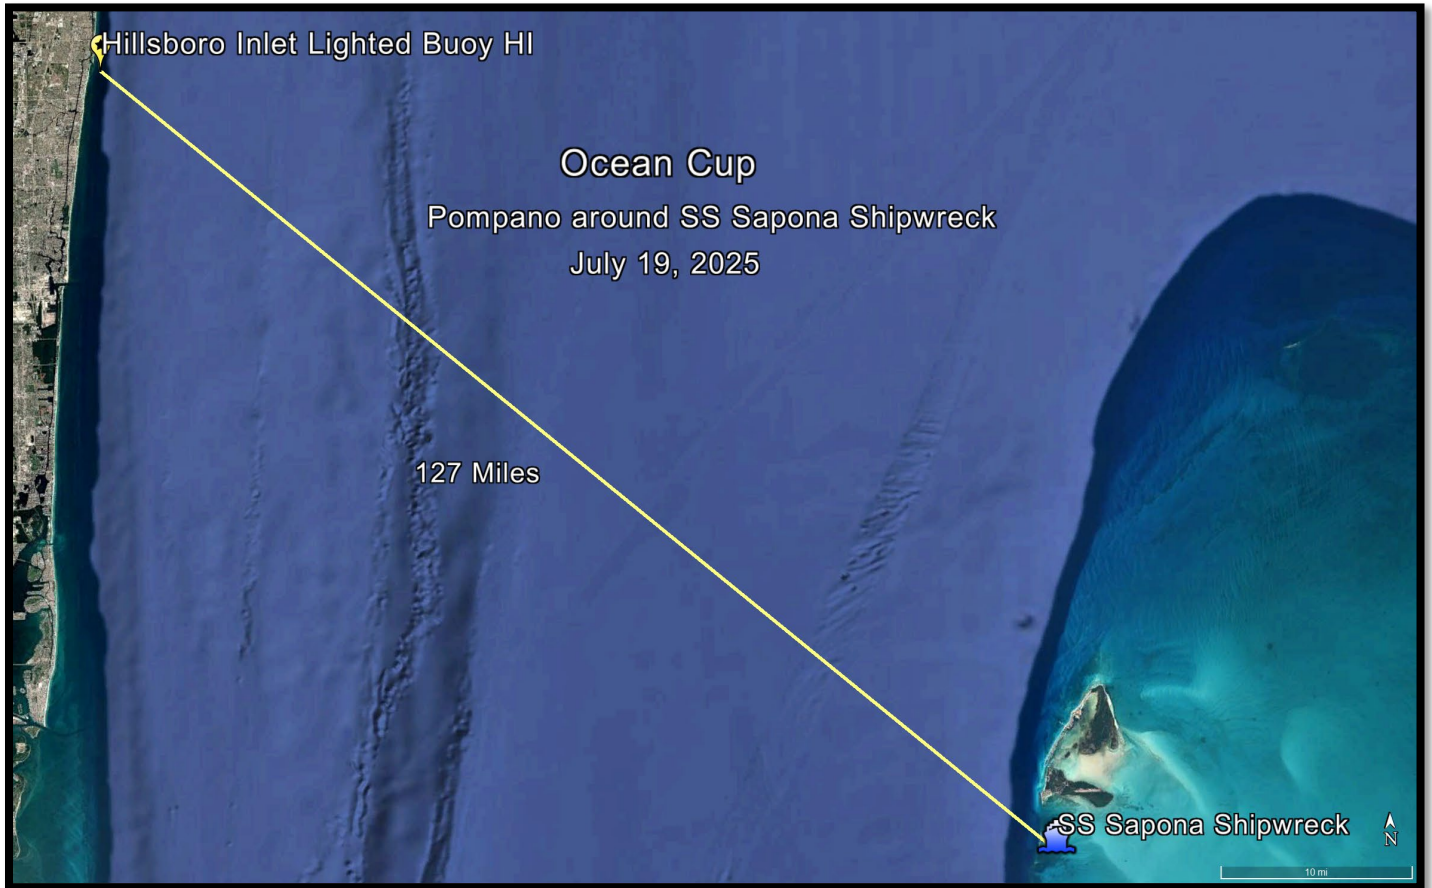 Hillsboro Inlet Lighted Buoy HI
Ocean Cup
Pompano around SS Sapona Shipwreck
July 19, 2025
127 Miles
SS Sapona Shipwreck
N
10 mi